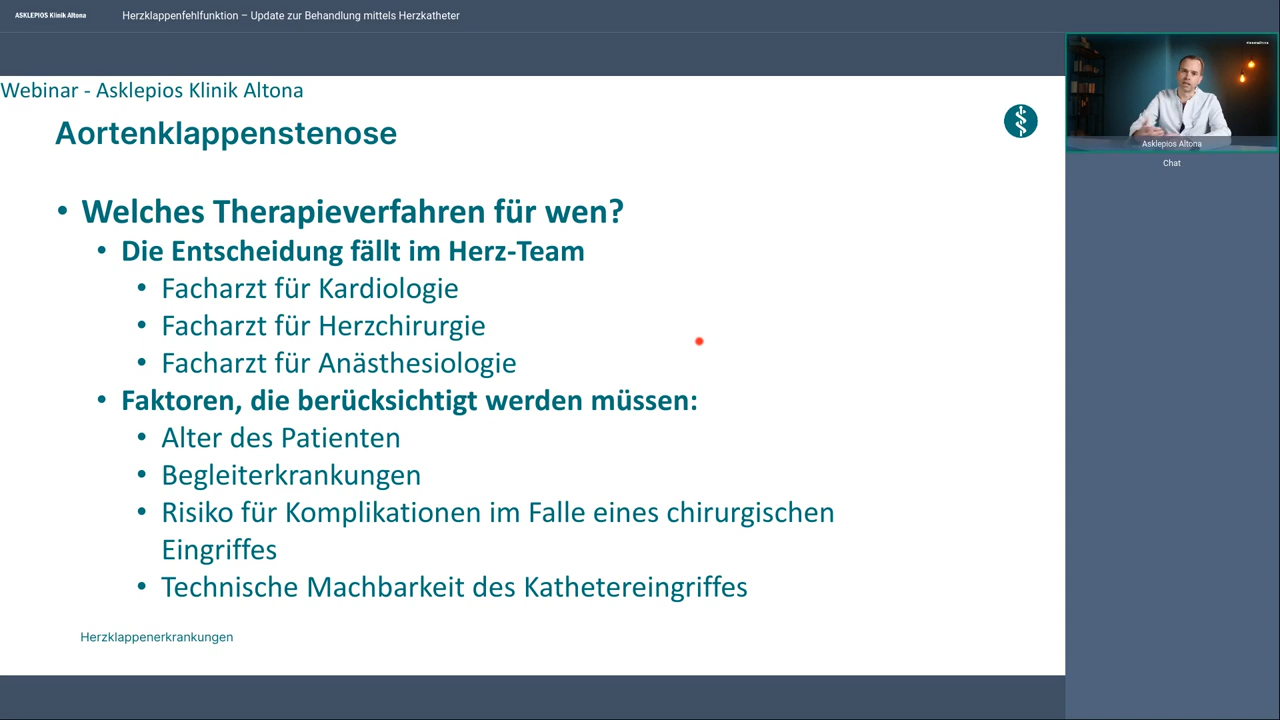 ASKLEPIOS Klinik Altona
Herzklappenfehlfunktion – Update zur Behandlung mittels Herzkatheter
Webinar - Asklepios Klinik Altona
Aortenklappenstenose
• Welches Therapieverfahren für wen?
• Die Entscheidung fällt im Herz-Team
• Facharzt für Kardiologie
• Facharzt für Herzchirurgie
• Facharzt für Anästhesiologie
• Faktoren, die berücksichtigt werden müssen:
• Alter des Patienten
• Begleiterkrankungen
• Risiko für Komplikationen im Falle eines chirurgischen
Eingriffes
• Technische Machbarkeit des Kathetereingriffes
Herzklappenerkrankungen
Asklepios Altona
Chat